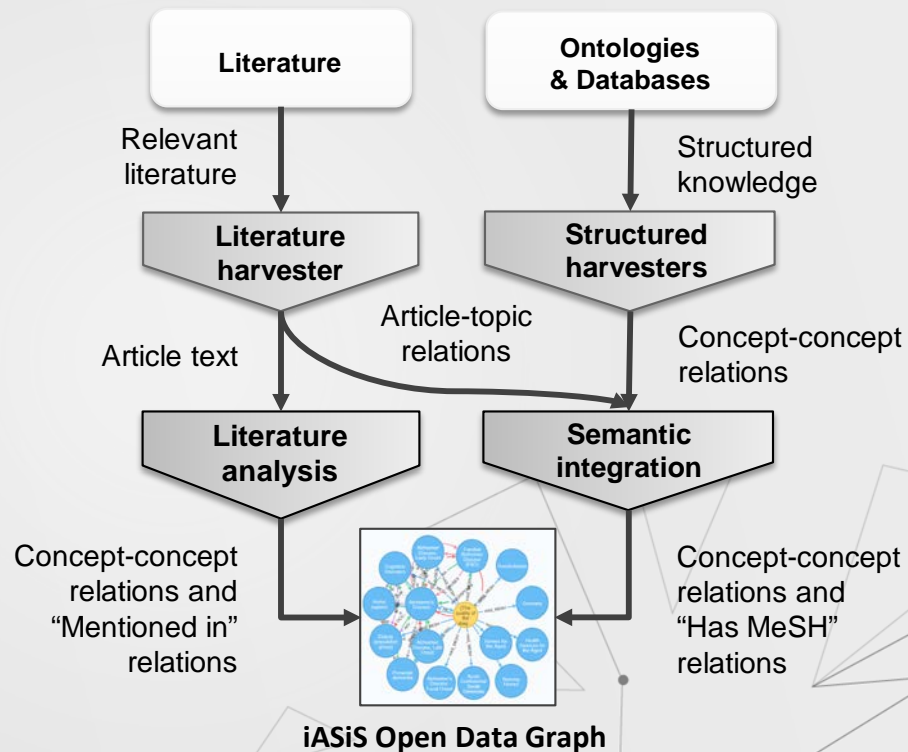 Literature
Ontologies
& Databases
Relevant
literature
Structured
knowledge
Literature
harvester
Structured
harvesters
Article-topic
relations
Article text
Concept-concept
relations
Literature
analysis
Semantic
integration
Concept-concept
relations and
“Mentioned in”
relations
Concept-concept
relations and
“Has MeSH”
relations
iASiS Open Data Graph